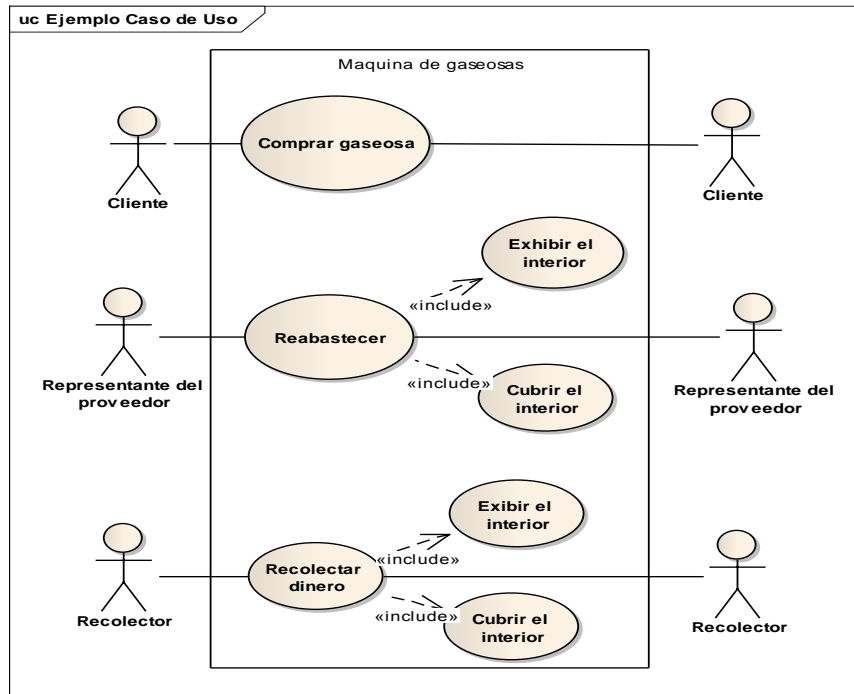 uc Ejemplo Caso de Uso
Maquina de gaseosas
Comprar gaseosa
Cliente
Cliente
Exhibir el
interior
«include»
Reabastecer
«include»
Cubrir el
interior
Representante del
proveedor
Representante del
proveedor
Exibir el
interior
«include»
Recolectar
dinero
«include»
Cubrir el
interior
Recolector
Recolector